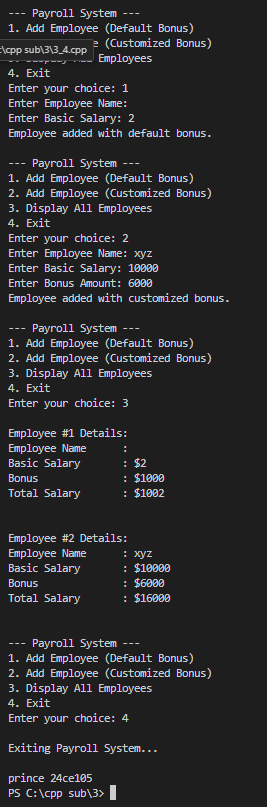 --- Payroll System ---
1. Add Employee (Default Bonus)
e (Customized Bonus)
:\cpp sub\3\3_4.cpp
Employees
4. Exit
Enter your choice: 1
Enter Employee Name:
Enter Basic Salary: 2
Employee added with default bonus.

--- Payroll System ---
1. Add Employee (Default Bonus)
2. Add Employee (Customized Bonus)
3. Display All Employees
4. Exit
Enter your choice: 2
Enter Employee Name: xyz
Enter Basic Salary: 10000
Enter Bonus Amount: 6000
Employee added with customized bonus.

--- Payroll System ---
1. Add Employee (Default Bonus)
2. Add Employee (Customized Bonus)
3. Display All Employees
4. Exit
Enter your choice: 3

Employee #1 Details:
Employee Name :
Basic Salary : $2
Bonus : $1000
Total Salary : $1002

Employee #2 Details:
Employee Name : xyz
Basic Salary : $10000
Bonus : $6000
Total Salary : $16000

--- Payroll System ---
1. Add Employee (Default Bonus)
2. Add Employee (Customized Bonus)
3. Display All Employees
4. Exit
Enter your choice: 4

Exiting Payroll System...

prince 24ce105
PS C:\cpp sub\3>